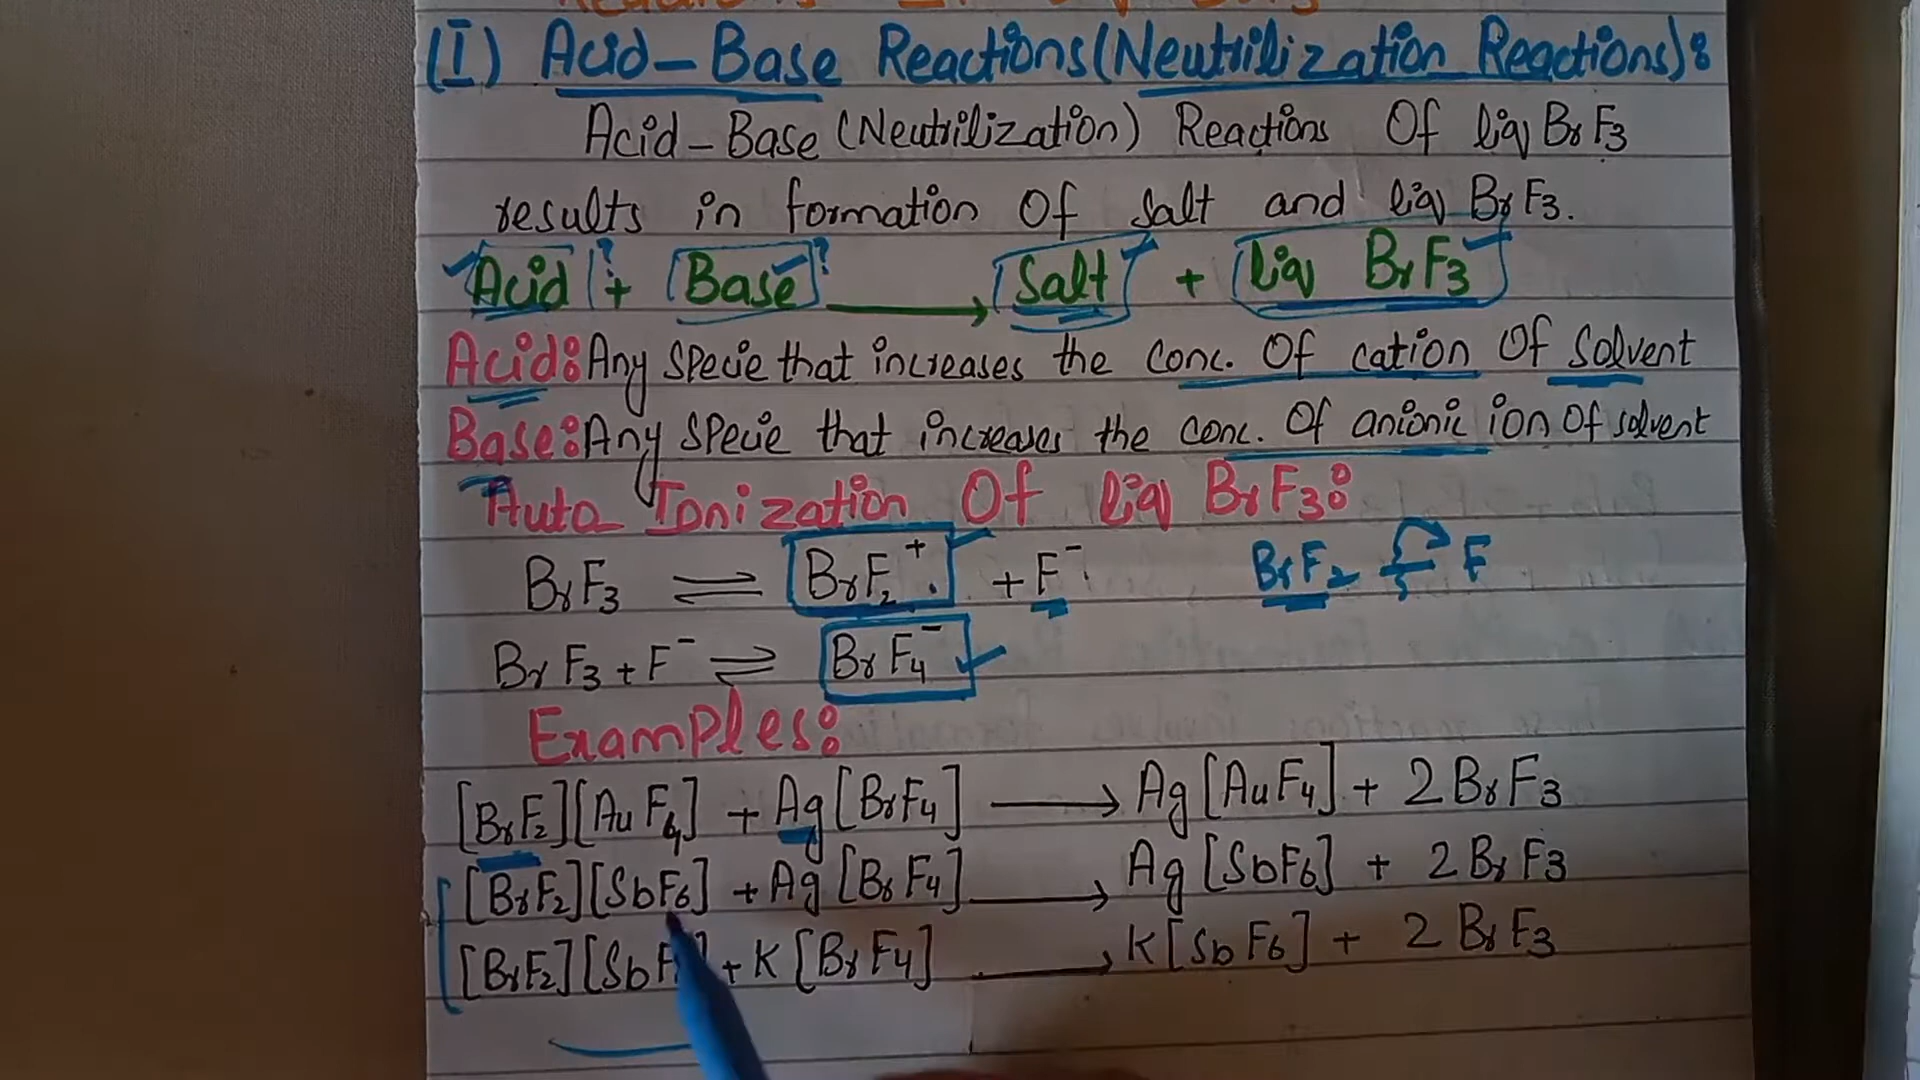 (I) Acid-Base Reactions (Neutrilization Reactions):
Acid-Base (Neutrilization) Reactions Of liq BrF₃
results in formation Of salt and liq BrF₃.
Acid ? + Base ? ⟶ Salt + liq BrF₃
Acid: Any specie that increases the conc. Of cation Of Solvent
Base: Any specie that increases the conc. Of anionic ion Of solvent
Auto Ionization Of liq BrF₃:
BrF₃ ⇌ BrF₂⁺ + F⁻ BrF₂ F
BrF₃ + F⁻ ⇌ BrF₄⁻
Examples:
[BrF₂][AuF₄] + Ag[BrF₄] ⟶ Ag[AuF₄] + 2BrF₃
[BrF₂][SbF₆] + Ag[BrF₄] ⟶ Ag[SbF₆] + 2BrF₃
[BrF₂][SbF ] + K[BrF₄] ⟶ K[SbF₆] + 2BrF₃